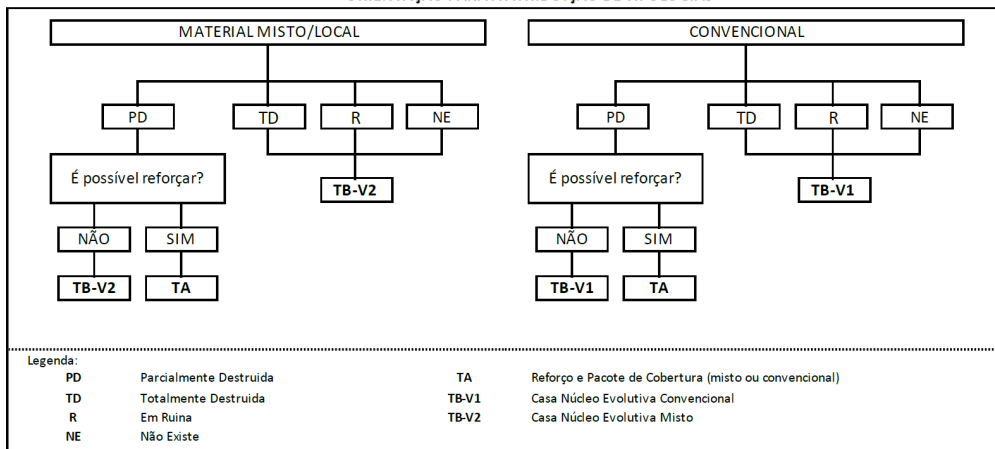 MATERIAL MISTO/LOCAL
PD
TD
R
NE
É possível reforçar?
TB-V2
NÃO
SIM
TB-V2
TA
CONVENCIONAL
PD
TD
R
NE
É possível reforçar?
TB-V1
NÃO
SIM
TB-V1
TA
Legenda:
PD Parcialmente Destruida
TD Totalmente Destruida
R Em Ruina
NE Não Existe
TA Reforço e Pacote de Cobertura (misto ou convencional)
TB-V1 Casa Núcleo Evolutiva Convencional
TB-V2 Casa Núcleo Evolutiva Misto